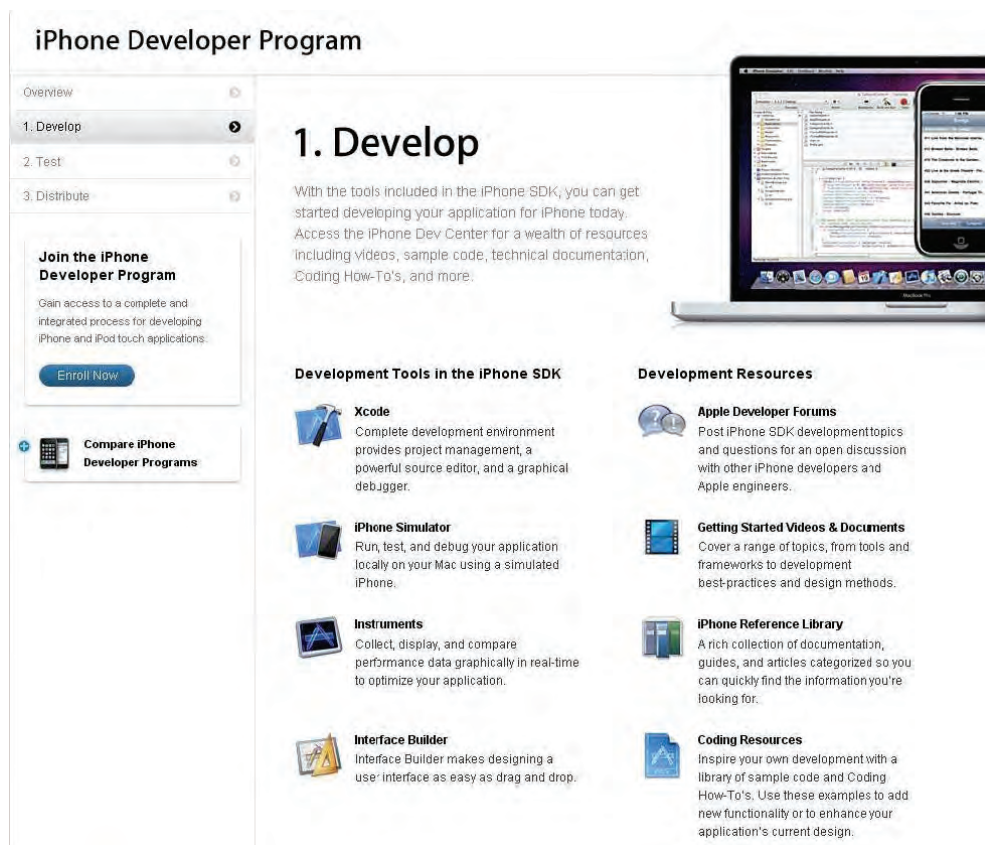 iPhone Developer Program
Overview
1. Develop
2. Test
3. Distribute
Join the iPhone
Developer Program
Gain access to a complete and
integrated process for developing
iPhone and iPod touch applications.
Enroll Now
Compare iPhone
Developer Programs
1. Develop
With the tools included in the iPhone SDK, you can get
started developing your application for iPhone today.
Access the iPhone Dev Center for a wealth of resources
including videos, sample code, technical documentation,
Coding How-To's, and more.
MacBook Pro
Development Tools in the iPhone SDK
Xcode
Complete development environment
provides project management, a
powerful source editor, and a graphical
debugger.
iPhone Simulator
Run, test, and debug your application
locally on your Mac using a simulated
iPhone.
Instruments
Collect, display, and compare
performance data graphically in real-time
to optimize your application.
Interface Builder
Interface Builder makes designing a
user interface as easy as drag and drop.
Development Resources
Apple Developer Forums
Post iPhone SDK development topics
and questions for an open discussion
with other iPhone developers and
Apple engineers.
Getting Started Videos & Documents
Cover a range of topics, from tools and
frameworks to development
best-practices and design methods.
iPhone Reference Library
A rich collection of documentation,
guides, and articles categorized so you
can quickly find the information you're
looking for.
Coding Resources
Inspire your own development with a
library of sample code and Coding
How-To's. Use these examples to add
new functionality or to enhance your
application's current design.